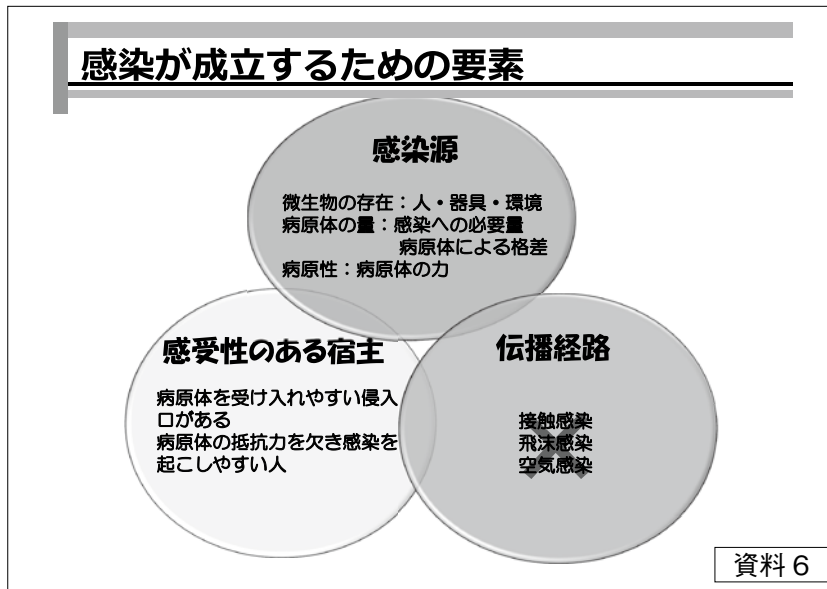 感染が成立するための要素
感染源
微生物の存在：人・器具・環境
病原体の量：感染への必要量
病原体による格差
病原性：病原体の力
感受性のある宿主
病原体を受け入れやすい侵入
口がある
病原体の抵抗力を欠き感染を
起こしやすい人
伝播経路
接触感染
飛沫感染
空気感染
資料６